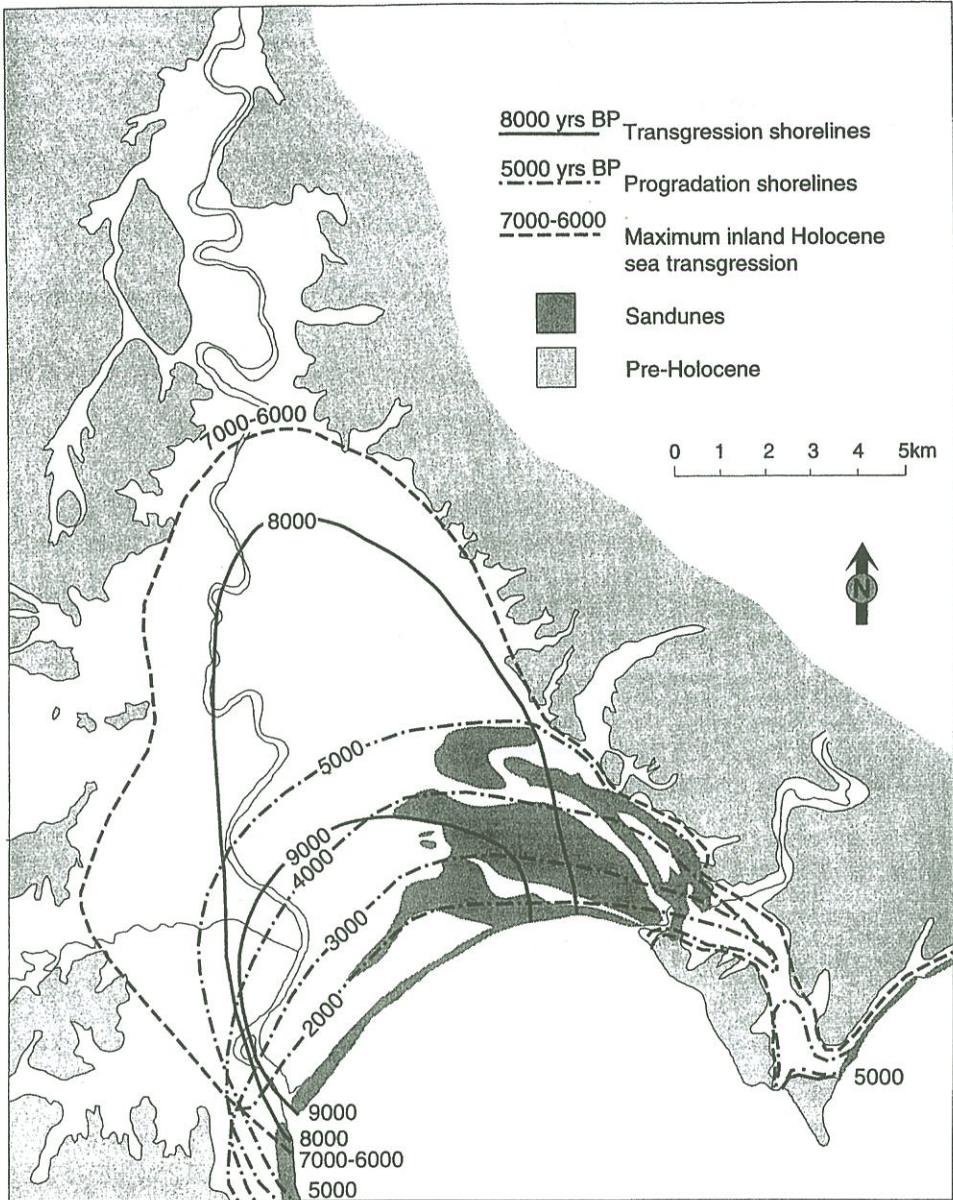 8000 yrs BP Transgression shorelines
5000 yrs BP Progradation shorelines
7000-6000 Maximum inland Holocene
sea transgression
Sandunes
Pre-Holocene
0 1 2 3 4 5km
N
7000-6000
8000
5000
9000
4000
3000
2000
9000
8000
7000-6000
5000
5000